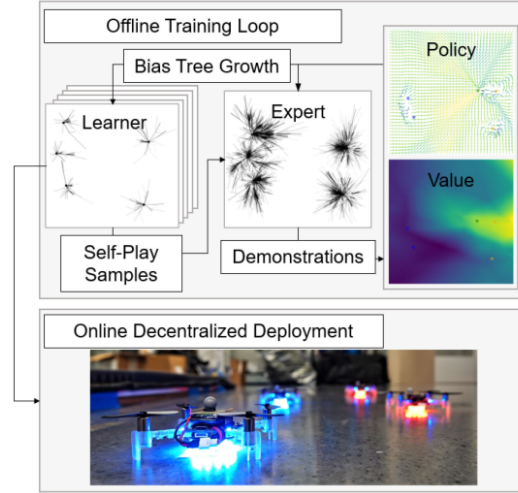 Offline Training Loop
Bias Tree Growth
Policy
Learner
Expert
Value
Self-Play
Samples
Demonstrations
Online Decentralized Deployment